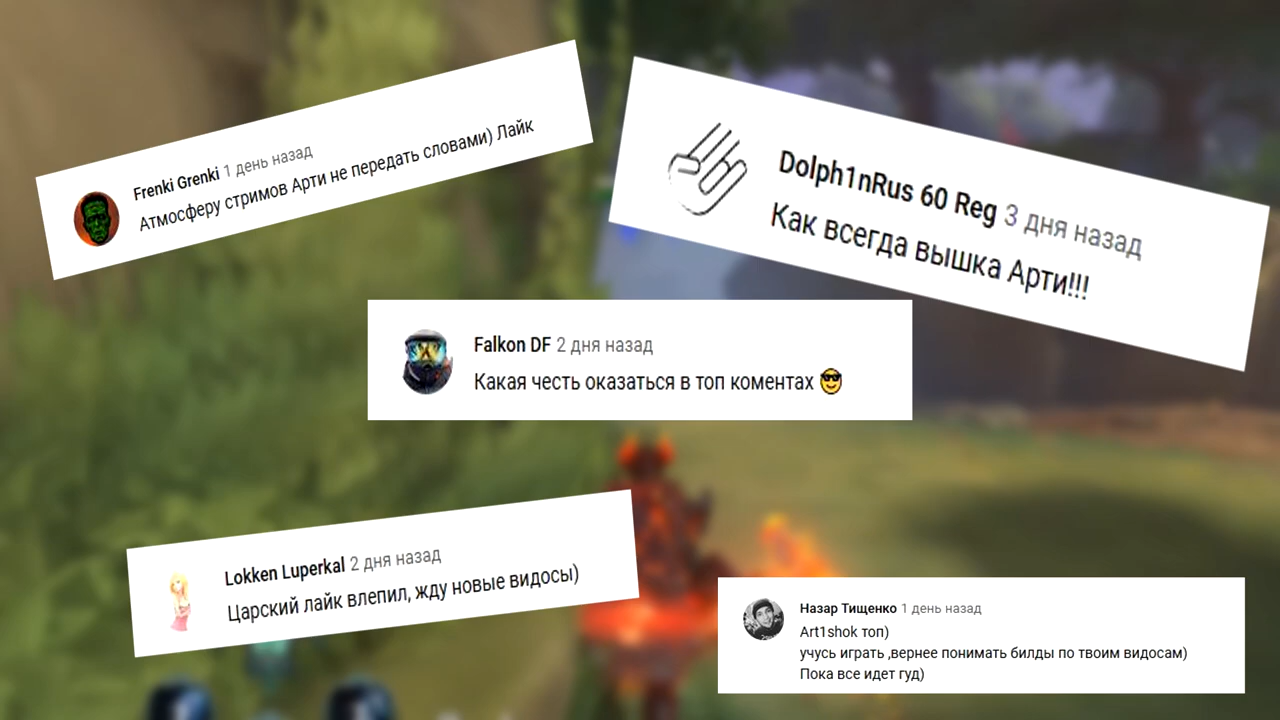 Frenki Grenki 1 день назад
Атмосферу стримов Арти не передать словами) Лайк
Dolph1nRus 60 Reg 3 дня назад
Как всегда вышка Арти!!!
Falkon DF 2 дня назад
Какая честь оказаться в топ коментах 😎
Lokken Luperkal 2 дня назад
Царский лайк влепил, жду новые видосы)
Назар Тищенко 1 день назад
Art1shok топ)
учусь играть ,вернее понимать билды по твоим видосам)
Пока все идет гуд)